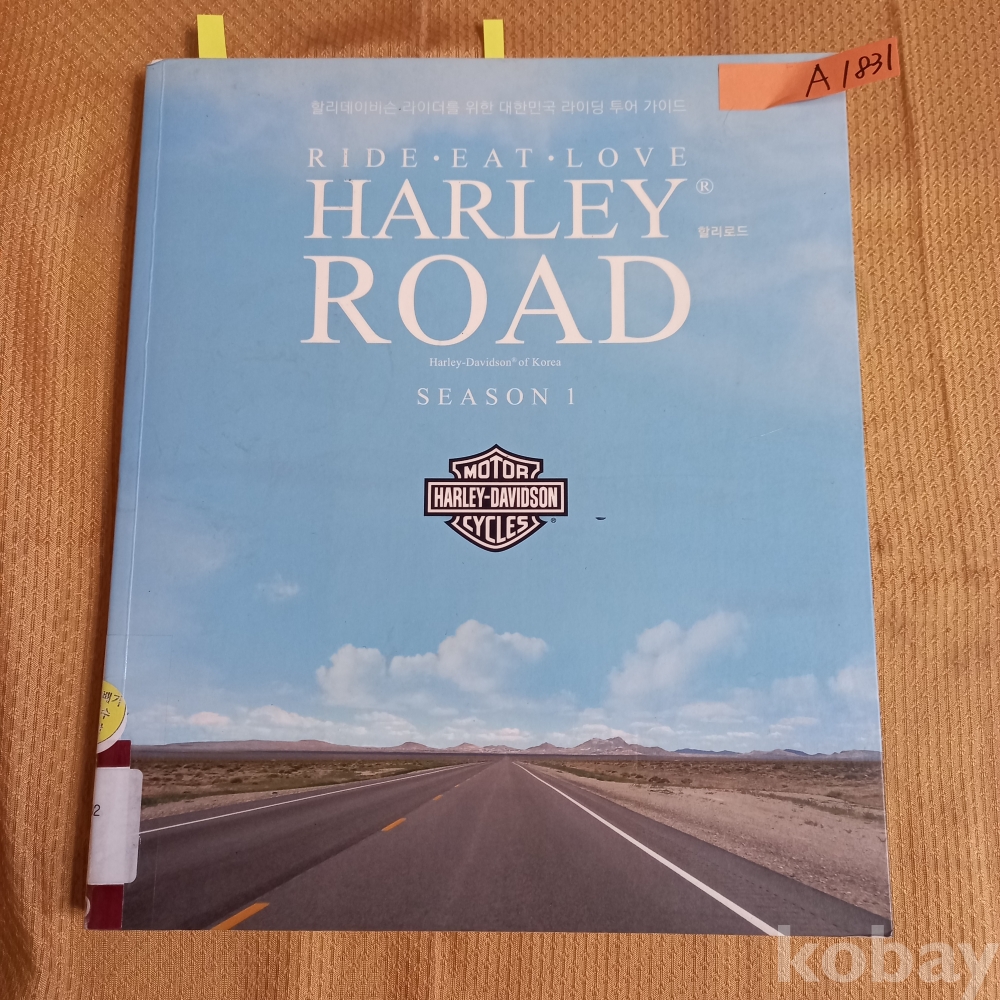 A1831
할리데이비슨 라이더를 위한 대한민국 라이딩 투어 가이드
RIDE·EAT·LOVE
HARLEY®
할리로드
ROAD
Harley-Davidson® of Korea
SEASON 1
MOTOR
HARLEY-DAVIDSON
CYCLES®
2
kobay